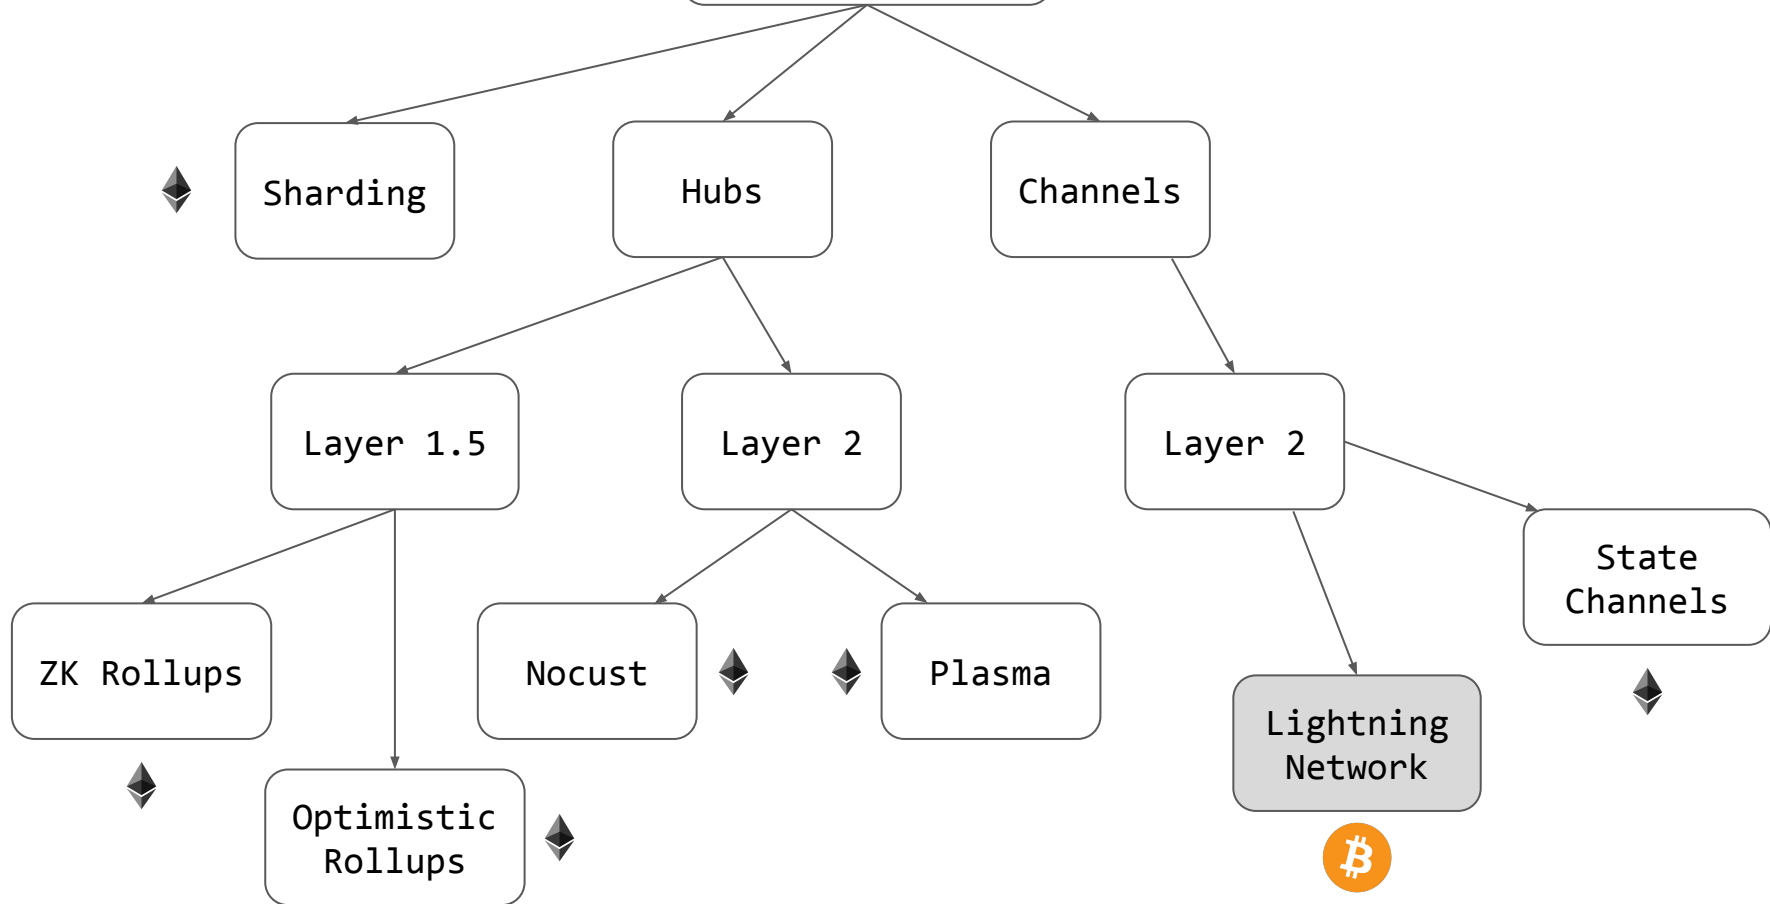 Sharding
Hubs
Channels
Layer 1.5
Layer 2
Layer 2
State
Channels
ZK Rollups
Nocust
Plasma
Lightning
Network
Optimistic
Rollups